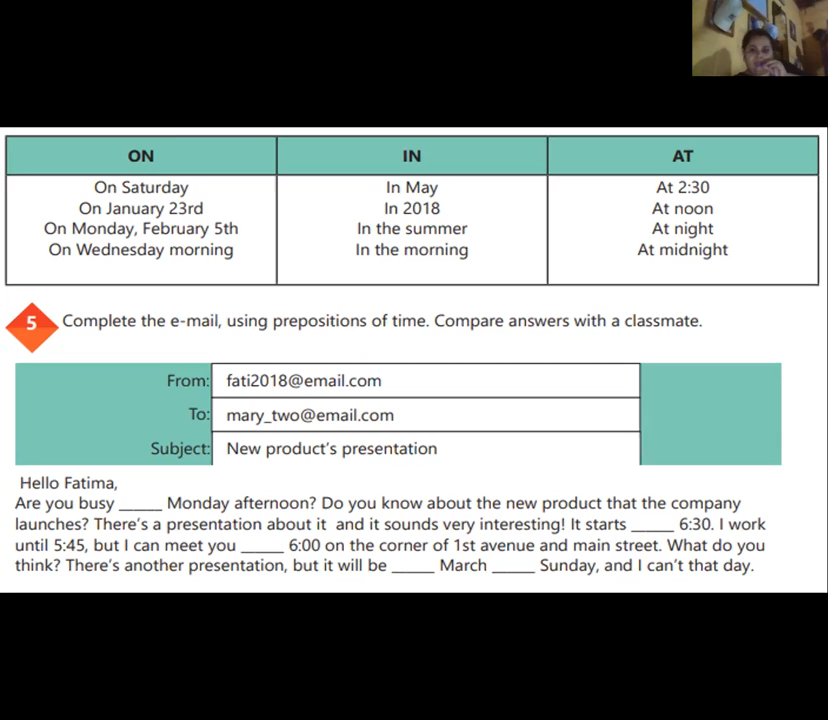 ON IN AT
On Saturday In May At 2:30
On January 23rd In 2018 At noon
On Monday, February 5th In the summer At night
On Wednesday morning In the morning At midnight
5 Complete the e-mail, using prepositions of time. Compare answers with a classmate.
From: fati2018@email.com
To: mary_two@email.com
Subject: New product's presentation
Hello Fatima,
Are you busy _____ Monday afternoon? Do you know about the new product that the company
launches? There's a presentation about it and it sounds very interesting! It starts _____ 6:30. I work
until 5:45, but I can meet you _____ 6:00 on the corner of 1st avenue and main street. What do you
think? There's another presentation, but it will be _____ March _____ Sunday, and I can't that day.